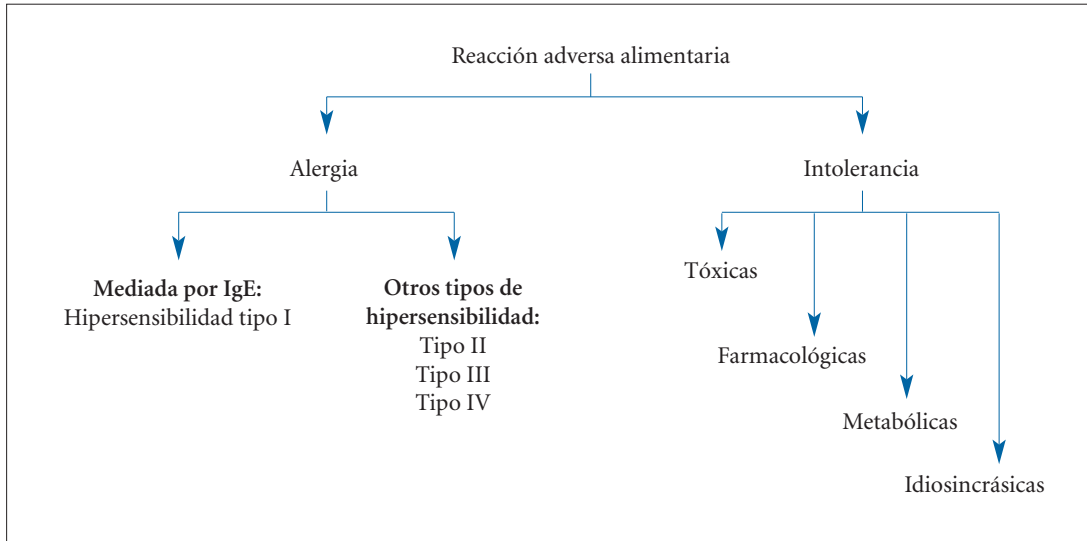 Reacción adversa alimentaria
Alergia
Intolerancia
Mediada por IgE:
Hipersensibilidad tipo I
Otros tipos de
hipersensibilidad:
Tipo II
Tipo III
Tipo IV
Tóxicas
Farmacológicas
Metabólicas
Idiosincrásicas